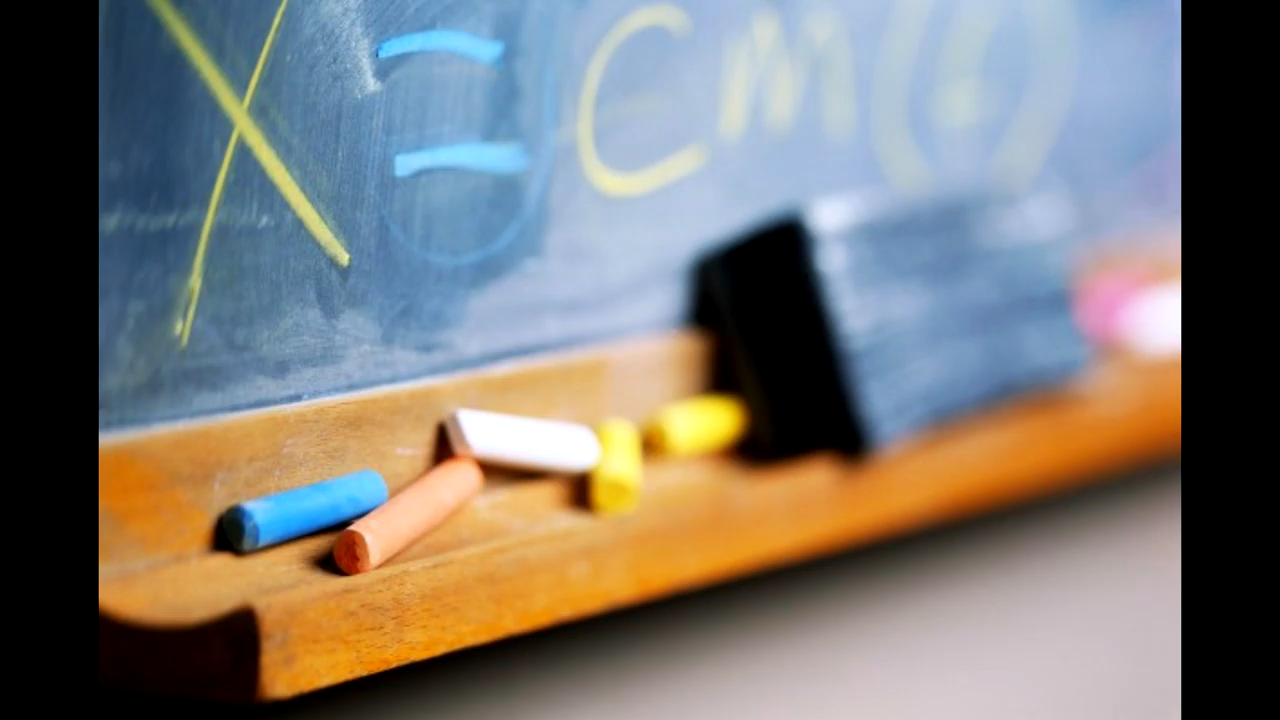 X = Cm(